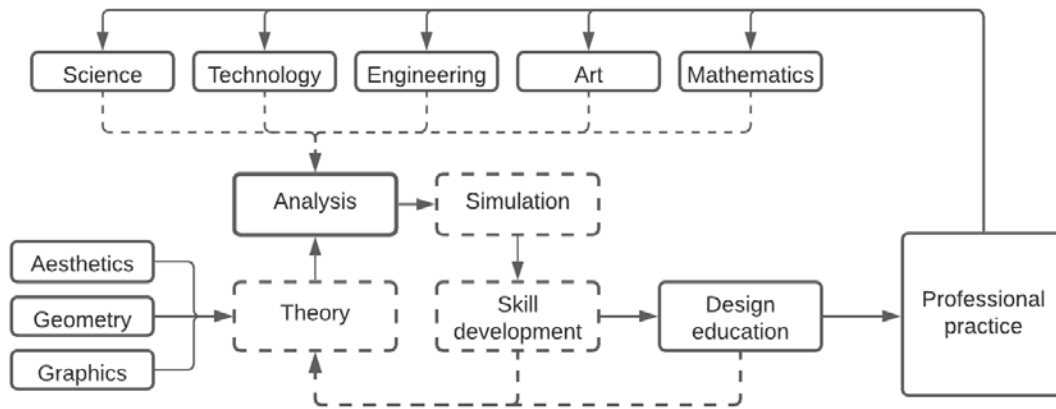 Science
Technology
Engineering
Art
Mathematics
Analysis
Simulation
Aesthetics
Geometry
Graphics
Theory
Skill
development
Design
education
Professional
practice